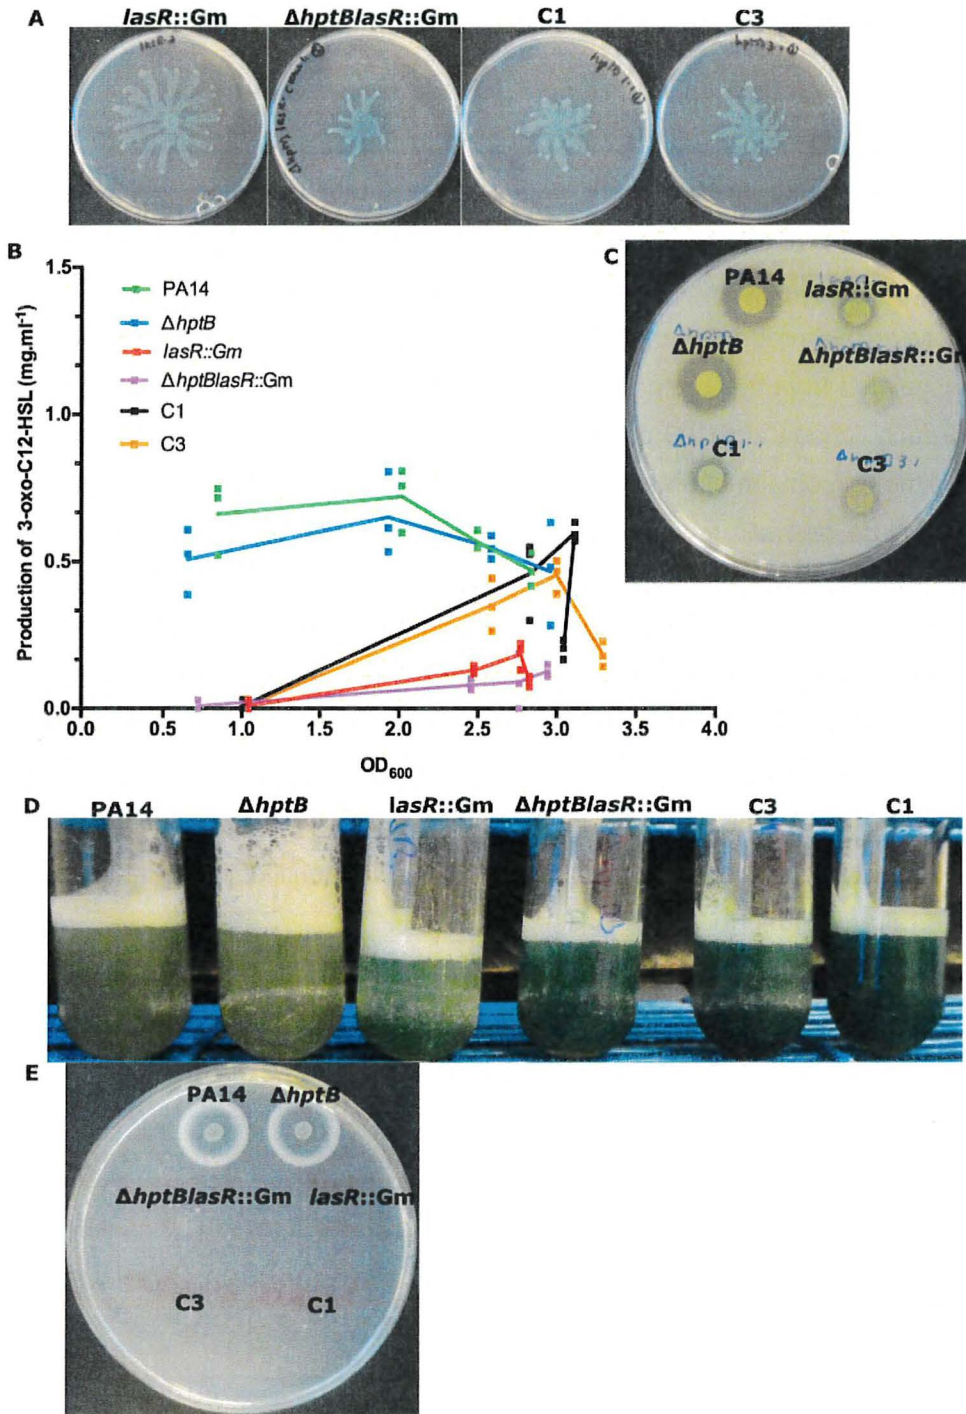 A
lasR::Gm ΔhptBlasR::Gm C1 C3
B
1.5
1.0
0.5
0.0
Production of 3-oxo-C12-HSL (mg.ml⁻¹)
PA14
ΔhptB
lasR::Gm
ΔhptBlasR::Gm
C1
C3
0.0 0.5 1.0 1.5 2.0 2.5 3.0 3.5 4.0
OD₆₀₀
C
PA14
lasR::Gm
ΔhptB
ΔhptBlasR::Gm
C1
C3
D
PA14 ΔhptB lasR::Gm ΔhptBlasR::Gm C3 C1
E
PA14 ΔhptB
ΔhptBlasR::Gm lasR::Gm
C3 C1